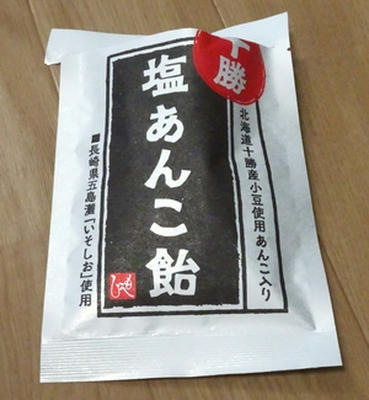 十勝
北海道十勝産小豆使用 あんこ入り
塩あんこ飴
■長崎県五島灘「いそしお」使用